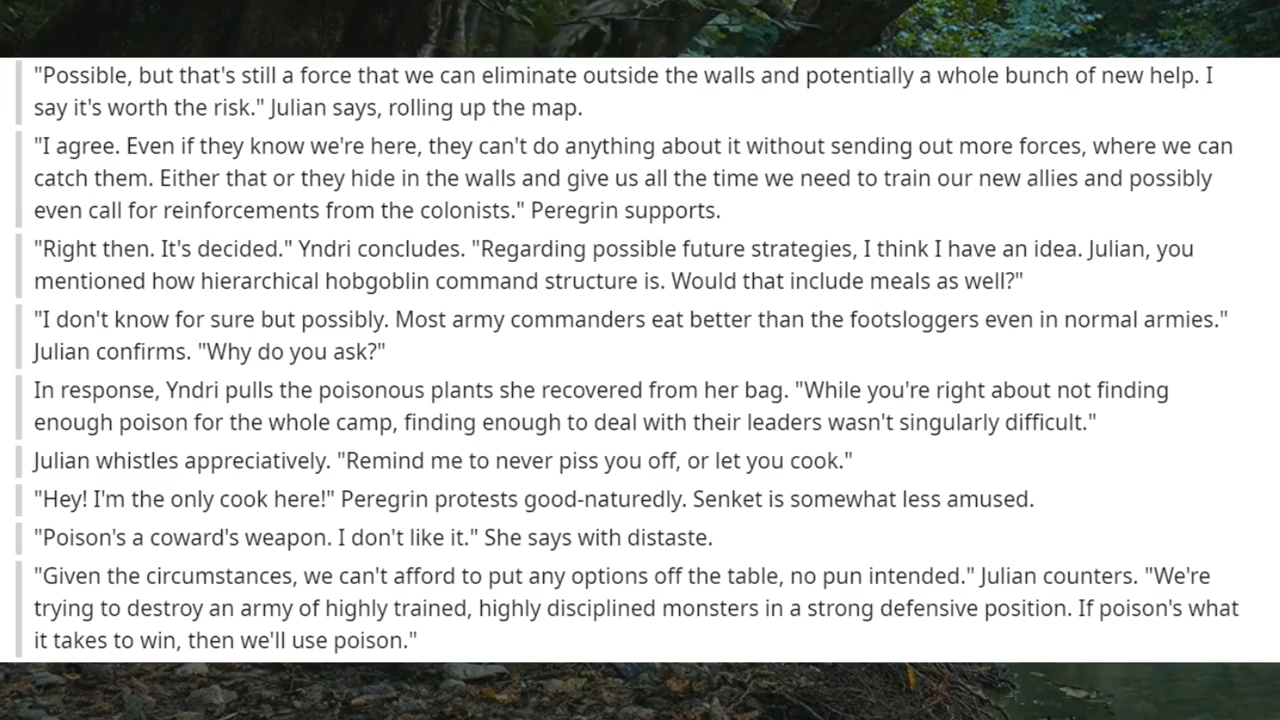 "Possible, but that's still a force that we can eliminate outside the walls and potentially a whole bunch of new help. I
say it's worth the risk." Julian says, rolling up the map.
"I agree. Even if they know we're here, they can't do anything about it without sending out more forces, where we can
catch them. Either that or they hide in the walls and give us all the time we need to train our new allies and possibly
even call for reinforcements from the colonists." Peregrin supports.
"Right then. It's decided." Yndri concludes. "Regarding possible future strategies, I think I have an idea. Julian, you
mentioned how hierarchical hobgoblin command structure is. Would that include meals as well?"
"I don't know for sure but possibly. Most army commanders eat better than the footsloggers even in normal armies."
Julian confirms. "Why do you ask?"
In response, Yndri pulls the poisonous plants she recovered from her bag. "While you're right about not finding
enough poison for the whole camp, finding enough to deal with their leaders wasn't singularly difficult."
Julian whistles appreciatively. "Remind me to never piss you off, or let you cook."
"Hey! I'm the only cook here!" Peregrin protests good-naturedly. Senket is somewhat less amused.
"Poison's a coward's weapon. I don't like it." She says with distaste.
"Given the circumstances, we can't afford to put any options off the table, no pun intended." Julian counters. "We're
trying to destroy an army of highly trained, highly disciplined monsters in a strong defensive position. If poison's what
it takes to win, then we'll use poison."